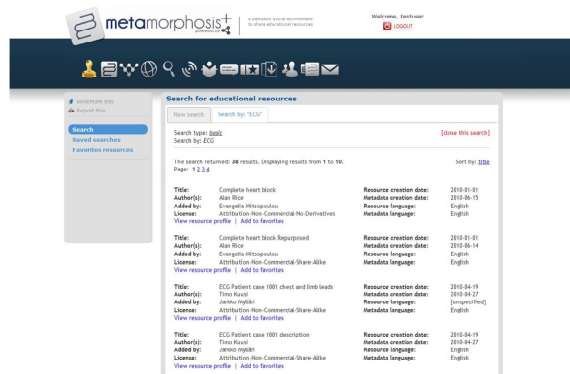 metamorphosis+
a dynamic social environment
to share educational resources
LOGOUT
Bookmark this
Report this
Search
Saved searches
Favorites resources
Search for educational resources
New search
Search by: "ECG"
Search type: basic
[close this search]
Search by: ECG
The search returned: 38 results. Displaying results from 1 to 10.
Sort by: title
Page: 1 2 3 4
Title: Complete heart block Resource creation date: 2010-01-01
Author(s): Alan Rice Metadata creation date: 2010-06-15
Added by: Evangelia Mitsopoulou Resource language: English
License: Attribution-Non-Commercial-No-Derivatives Metadata language: English
View resource profile | Add to favorites
Title: Complete heart block Repurposed Resource creation date: 2010-01-01
Author(s): Alan Rice Metadata creation date: 2010-06-14
Added by: Evangelia Mitsopoulou Resource language: English
License: Attribution-Non-Commercial-Share-Alike Metadata language: English
View resource profile | Add to favorites
Title: ECG Patient case 1001 chest and limb leads Resource creation date: 2010-04-19
Author(s): Timo Kuusi Metadata creation date: 2010-04-27
Added by: Jarkko Mylläri Resource language: [unspecified]
License: Attribution-Non-Commercial-Share-Alike Metadata language: English
View resource profile | Add to favorites
Title: ECG Patient case 1001 description Resource creation date: 2010-04-19
Author(s): Timo Kuusi Metadata creation date: 2010-04-27
Added by: Jarkko Mylläri Resource language: English
License: Attribution-Non-Commercial-Share-Alike Metadata language: English
View resource profile | Add to favorites